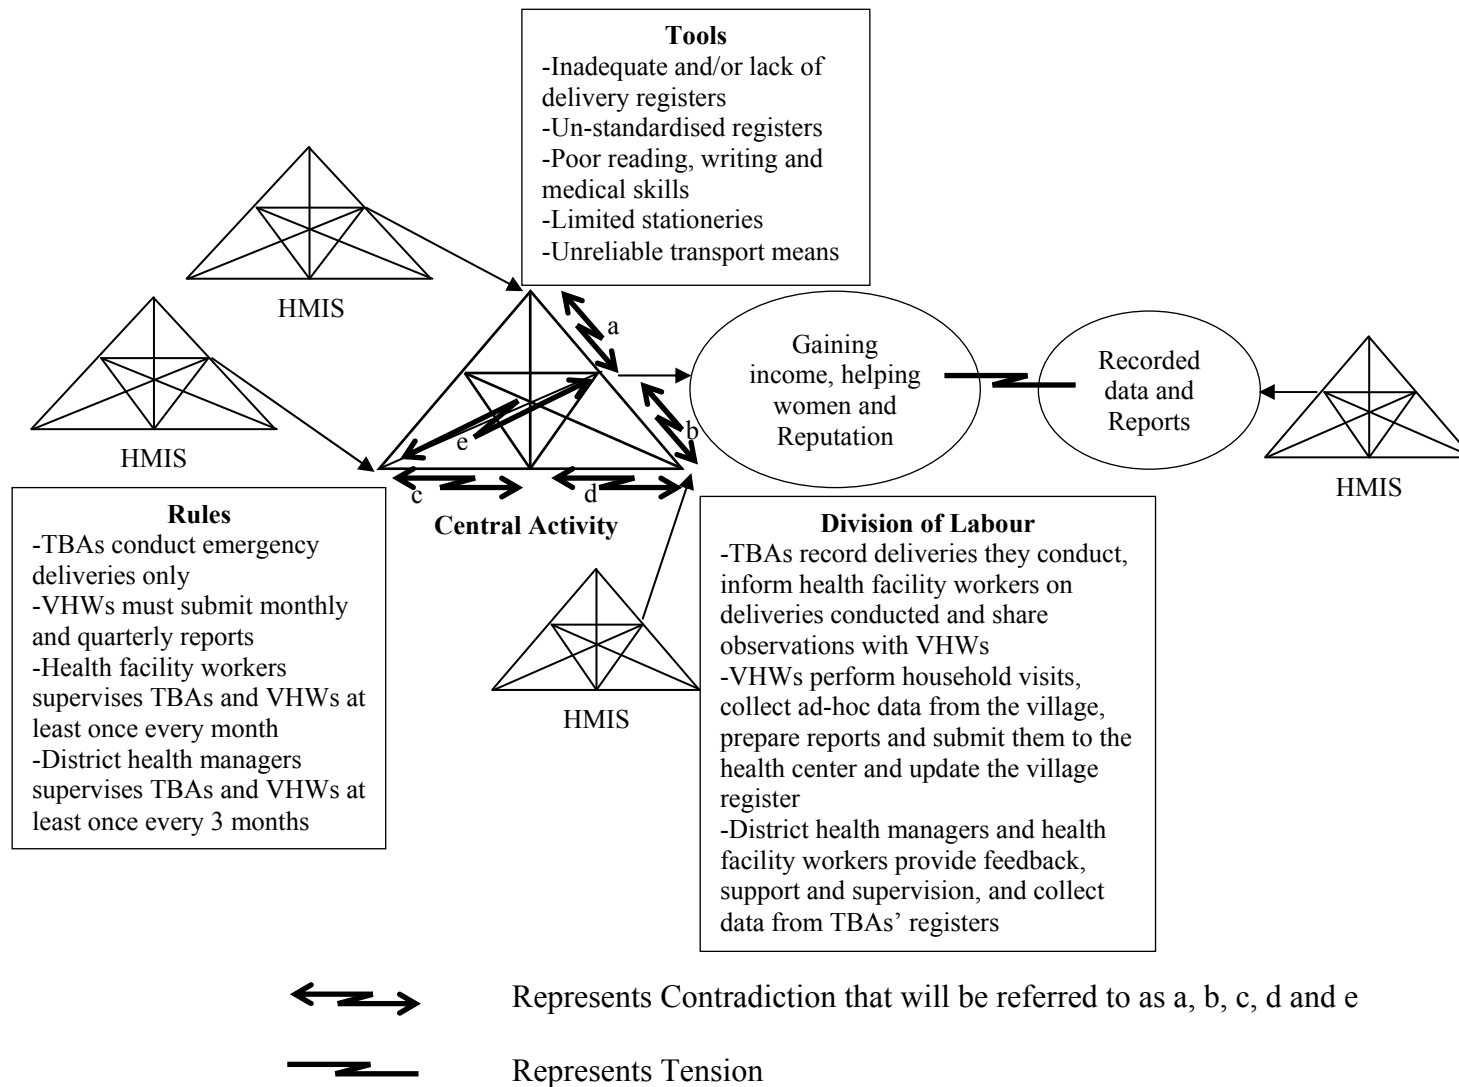 Tools
-Inadequate and/or lack of
delivery registers
-Un-standardised registers
-Poor reading, writing and
medical skills
-Limited stationeries
-Unreliable transport means
HMIS
HMIS
a
b
e
c
d
Central Activity
Gaining
income, helping
women and
Reputation
Recorded
data and
Reports
HMIS
Rules
-TBAs conduct emergency
deliveries only
-VHWs must submit monthly
and quarterly reports
-Health facility workers
supervises TBAs and VHWs at
least once every month
-District health managers
supervises TBAs and VHWs at
least once every 3 months
HMIS
Division of Labour
-TBAs record deliveries they conduct,
inform health facility workers on
deliveries conducted and share
observations with VHWs
-VHWs perform household visits,
collect ad-hoc data from the village,
prepare reports and submit them to the
health center and update the village
register
-District health managers and health
facility workers provide feedback,
support and supervision, and collect
data from TBAs’ registers
Represents Contradiction that will be referred to as a, b, c, d and e
Represents Tension